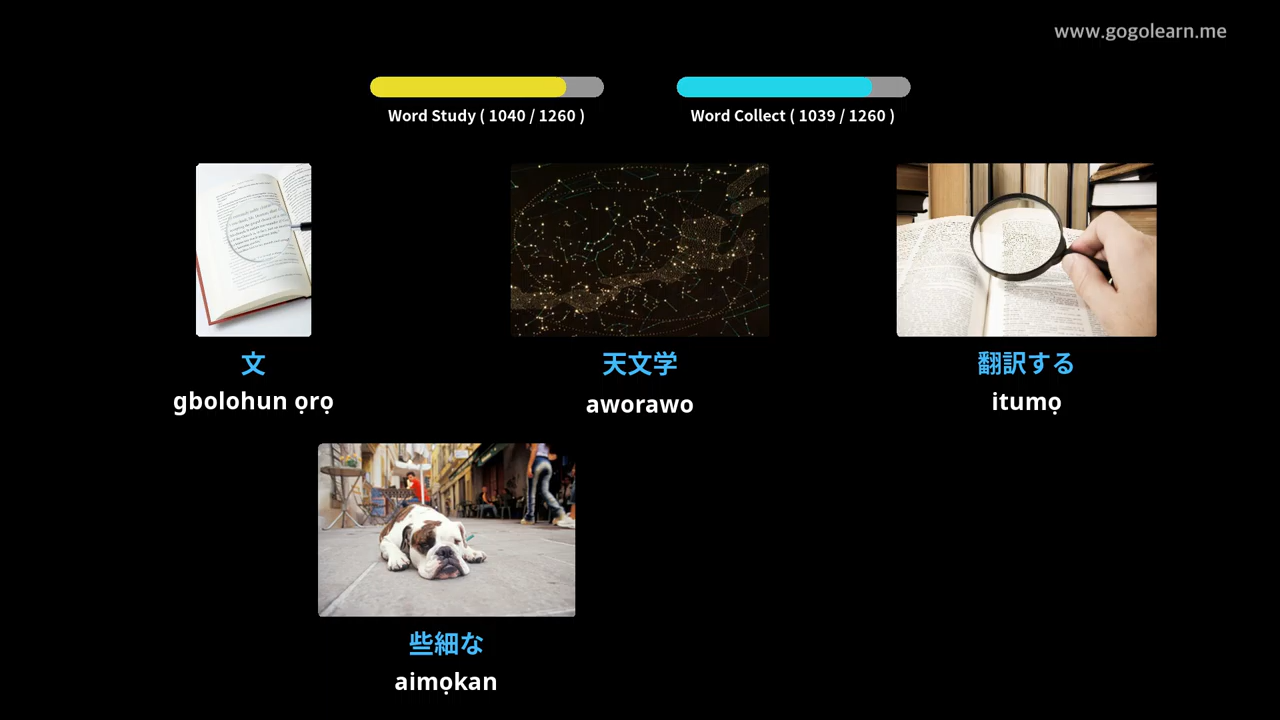 www.gogolearn.me
Word Study ( 1040 / 1260 )
Word Collect ( 1039 / 1260 )
文
gbolohun ọrọ
天文学
aworawo
翻訳する
itumọ
些細な
aimọkan